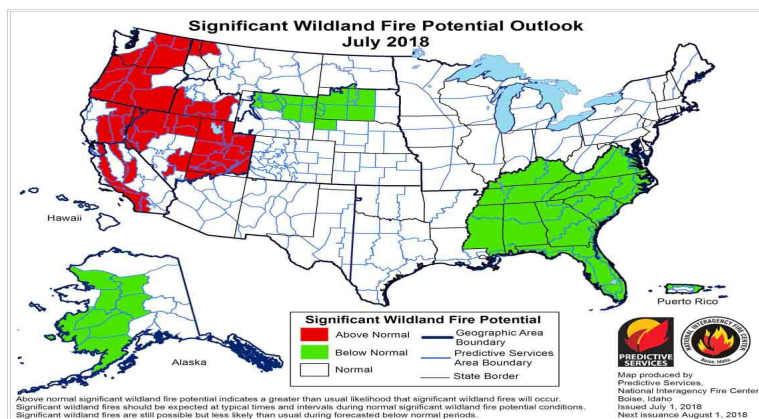 Significant Wildland Fire Potential Outlook
July 2018
Hawaii
Alaska
Puerto Rico
Significant Wildland Fire Potential
Above Normal
Below Normal
Normal
Geographic Area
Boundary
Predictive Services
Area Boundary
State Border
PREDICTIVE
SERVICES
NATIONAL INTERAGENCY FIRE CENTER
Boise, Idaho
Map produced by
Predictive Services,
National Interagency Fire Center
Boise, Idaho
Issued July 1, 2018
Next issuance August 1, 2018
Above normal significant wildland fire potential indicates a greater than usual likelihood that significant wildland fires will occur.
Significant wildland fires should be expected at typical times and intervals during normal significant wildland fire potential conditions.
Significant wildland fires are still possible but less likely than usual during forecasted below normal periods.